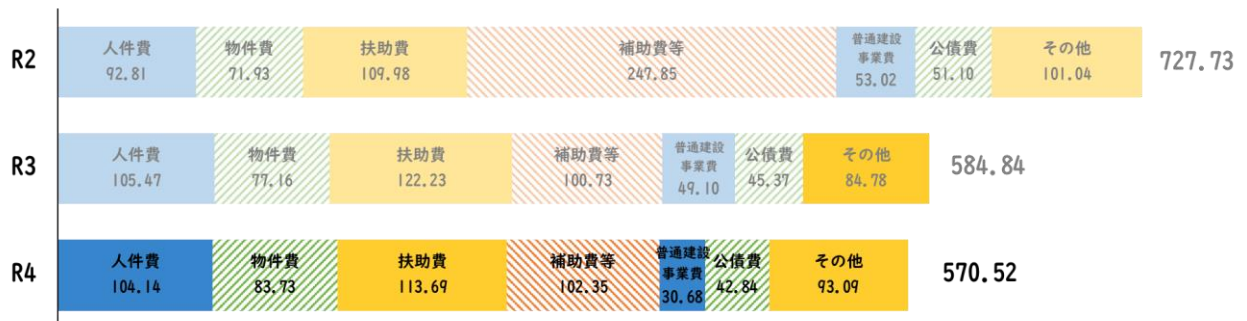 R2
人件費
92.81
物件費
71.93
扶助費
109.98
補助費等
247.85
普通建設
事業費
53.02
公債費
51.10
その他
101.04
727.73
R3
人件費
105.47
物件費
77.16
扶助費
122.23
補助費等
100.73
普通建設
事業費
49.10
公債費
45.37
その他
84.78
584.84
R4
人件費
104.14
物件費
83.73
扶助費
113.69
補助費等
102.35
普通建設
事業費
30.68
公債費
42.84
その他
93.09
570.52